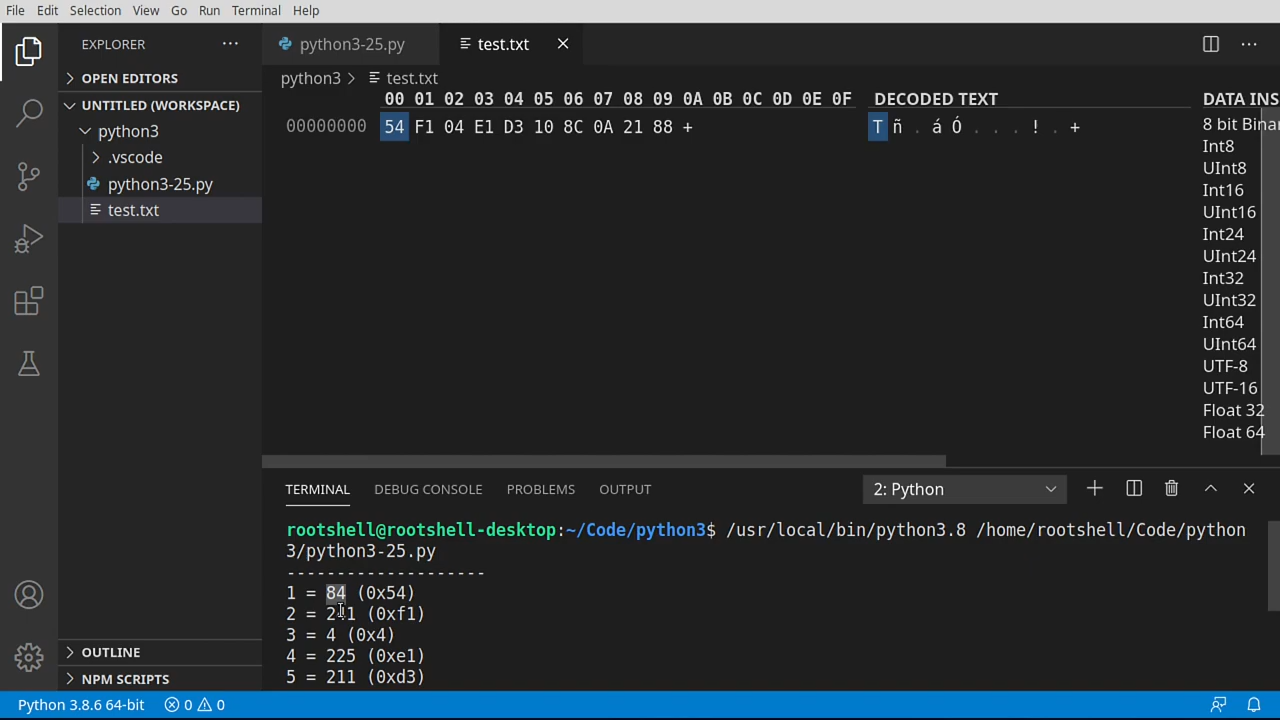 File Edit Selection View Go Run Terminal Help
EXPLORER ···
python3-25.py
test.txt
OPEN EDITORS
UNTITLED (WORKSPACE)
python3
.vscode
python3-25.py
test.txt
OUTLINE
NPM SCRIPTS
python3 > test.txt
00 01 02 03 04 05 06 07 08 09 0A 0B 0C 0D 0E 0F DECODED TEXT
00000000 54 F1 04 E1 D3 10 8C 0A 21 88 + T ñ . á Ó . . . ! . +
DATA INS
8 bit Binar
Int8
UInt8
Int16
UInt16
Int24
UInt24
Int32
UInt32
Int64
UInt64
UTF-8
UTF-16
Float 32
Float 64
TERMINAL DEBUG CONSOLE PROBLEMS OUTPUT 2: Python
rootshell@rootshell-desktop:~/Code/python3$ /usr/local/bin/python3.8 /home/rootshell/Code/python
3/python3-25.py
--------------------
1 = 84 (0x54)
2 = 241 (0xf1)
3 = 4 (0x4)
4 = 225 (0xe1)
5 = 211 (0xd3)
Python 3.8.6 64-bit 0 0